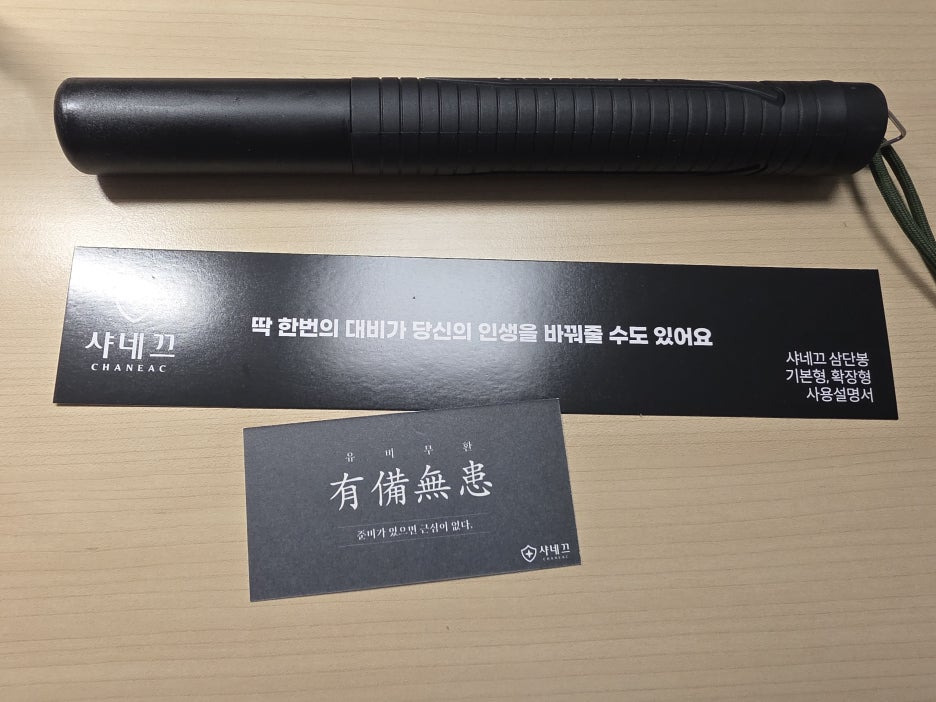 샤네끄
CHANEAC
딱 한번의 대비가 당신의 인생을 바꿔줄 수도 있어요
샤네끄 삼단봉
기본형, 확장형
사용설명서
유비무환
有備無患
준비가 있으면 근심이 없다.
샤네끄
CHANEAC